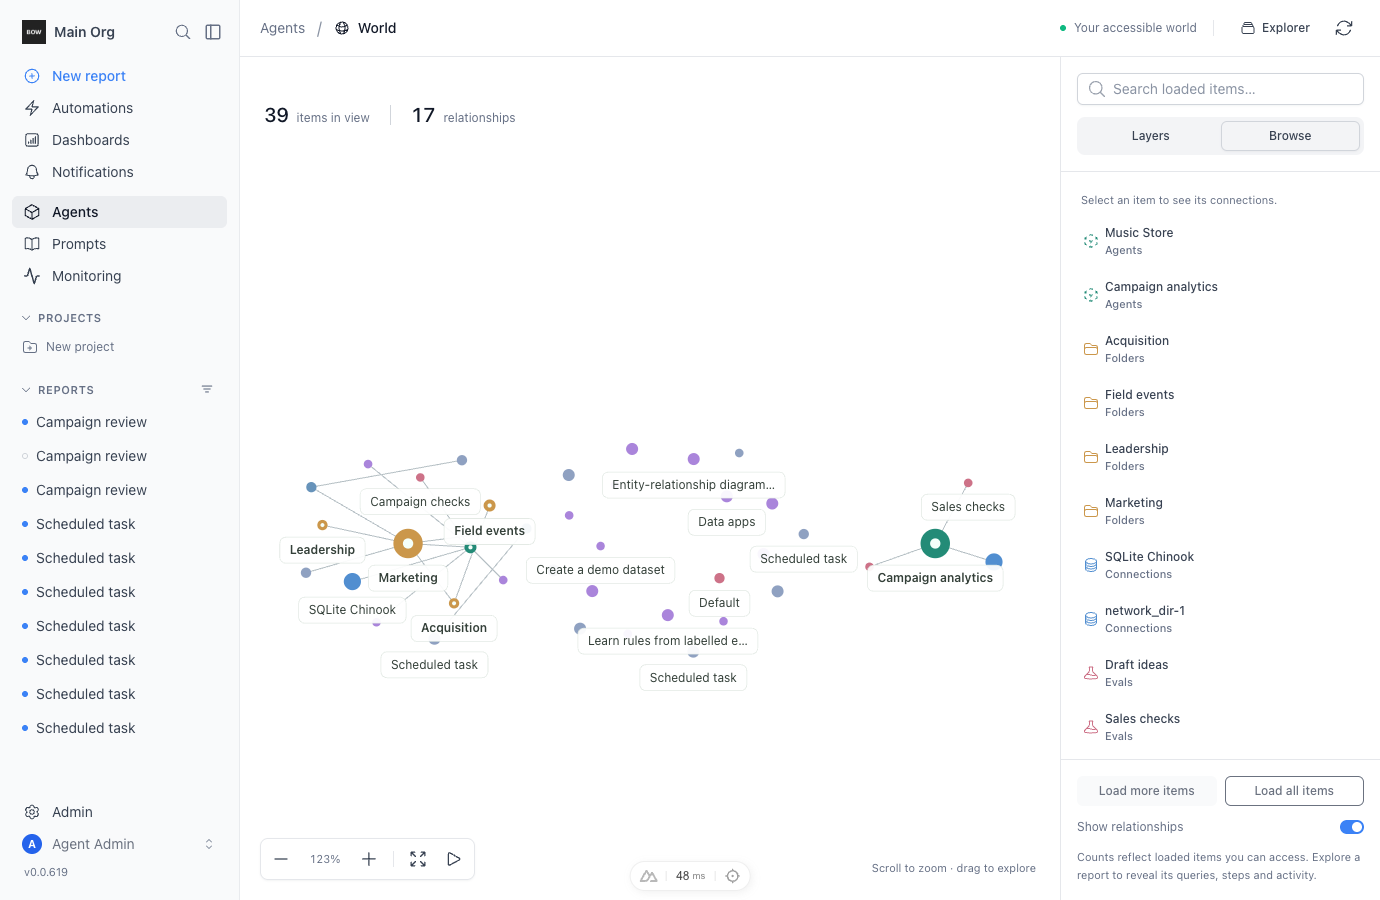 BOW
Main Org
New report
Automations
Dashboards
Notifications
Agents
Prompts
Monitoring
PROJECTS
New project
REPORTS
Campaign review
Campaign review
Campaign review
Scheduled task
Scheduled task
Scheduled task
Scheduled task
Scheduled task
Scheduled task
Scheduled task
Admin
A Agent Admin
v0.0.619
Agents / World
Your accessible world
Explorer
39 items in view
17 relationships
Campaign checks
Field events
Leadership
Marketing
SQLite Chinook
Acquisition
Scheduled task
Entity-relationship diagram...
Data apps
Scheduled task
Create a demo dataset
Default
Learn rules from labelled e...
Scheduled task
Sales checks
Campaign analytics
123%
48 ms
Scroll to zoom · drag to explore
Search loaded items...
Layers
Browse
Select an item to see its connections.
Music Store
Agents
Campaign analytics
Agents
Acquisition
Folders
Field events
Folders
Leadership
Folders
Marketing
Folders
SQLite Chinook
Connections
network_dir-1
Connections
Draft ideas
Evals
Sales checks
Evals
Load more items
Load all items
Show relationships
Counts reflect loaded items you can access. Explore a
report to reveal its queries, steps and activity.